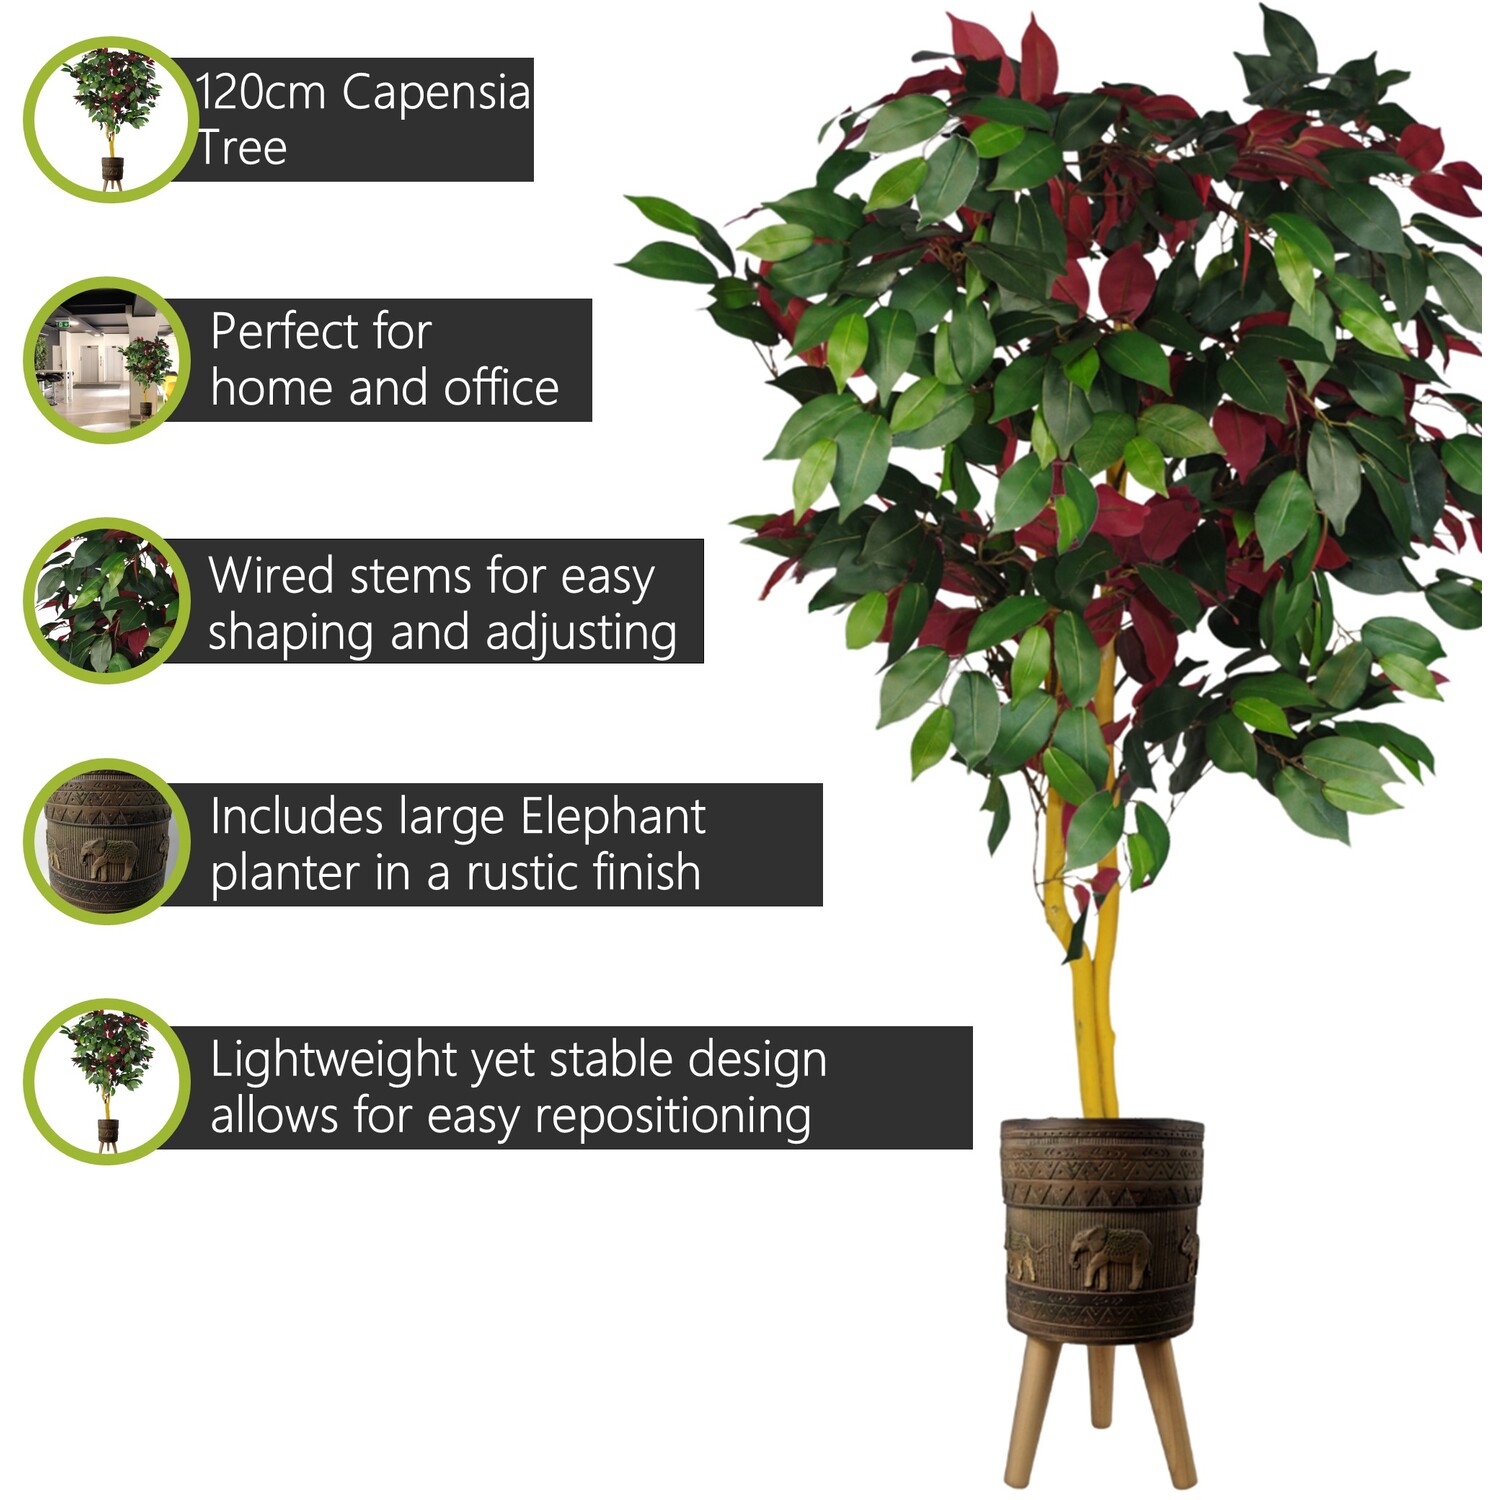 120cm Capensia
Tree
Perfect for
home and office
Wired stems for easy
shaping and adjusting
Includes large Elephant
planter in a rustic finish
Lightweight yet stable design
allows for easy repositioning